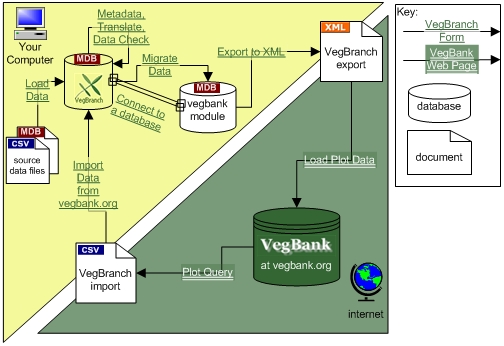 Your
Computer
Metadata,
Translate,
Data Check
MDB
VegBranch
Load
Data
MDB
CSV
source
data files
Migrate
Data
Connect to
a database
MDB
vegbank
module
Export to XML
XML
VegBranch
export
Import
Data
from
vegbank.org
CSV
VegBranch
import
Load Plot Data
VegBank
at vegbank.org
Plot Query
internet
Key:
VegBranch
Form
VegBank
Web Page
database
document